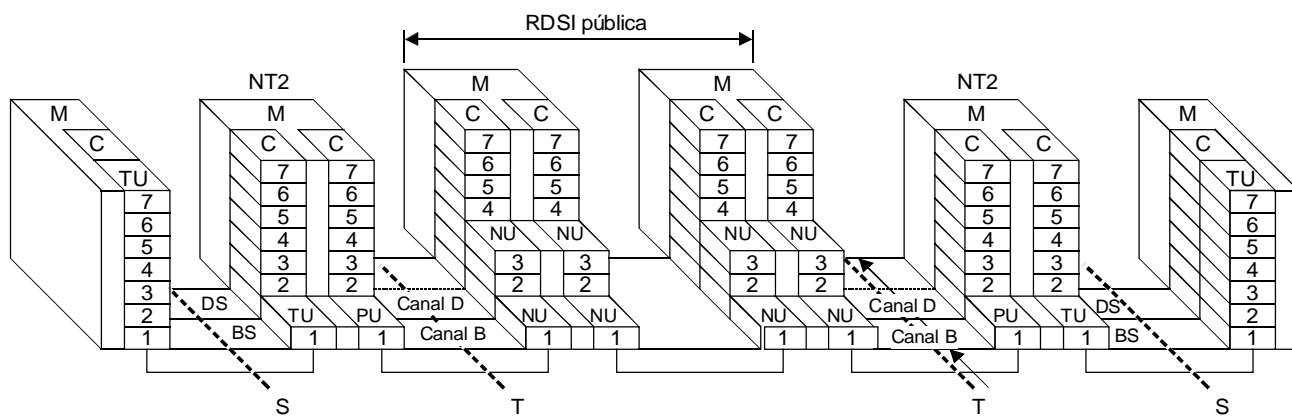 RDSI pública
NT2 NT2
M M M M M M
C C C C C C C C C C
TU TU
7 7 7 7 7 7 7 7 7 7
6 6 6 6 6 6 6 6 6 6
5 5 5 5 5 5 5 5 5 5
4 4 4 4 4 4 4 4 4 4
NU NU NU NU
3 3 3 3 3 3 3 3 3 3
2 2 2 2 2 2 2 2 2 2
DS Canal D Canal D DS
TU PU NU NU NU NU PU TU
BS Canal B Canal B BS
1 1 1 1 1 1 1 1 1 1
S T T S